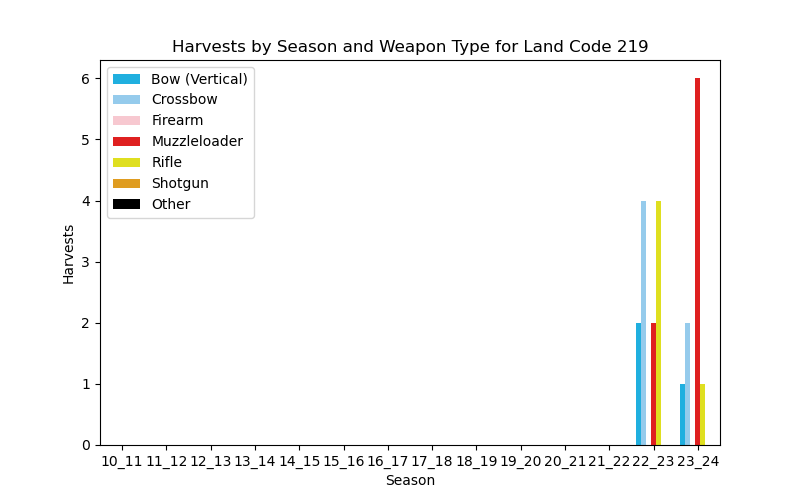 Harvests by Season and Weapon Type for Land Code 219
Bow (Vertical)
Crossbow
Firearm
Muzzleloader
Rifle
Shotgun
Other
Harvests
6
5
4
3
2
1
0
10_11 11_12 12_13 13_14 14_15 15_16 16_17 17_18 18_19 19_20 20_21 21_22 22_23 23_24
Season